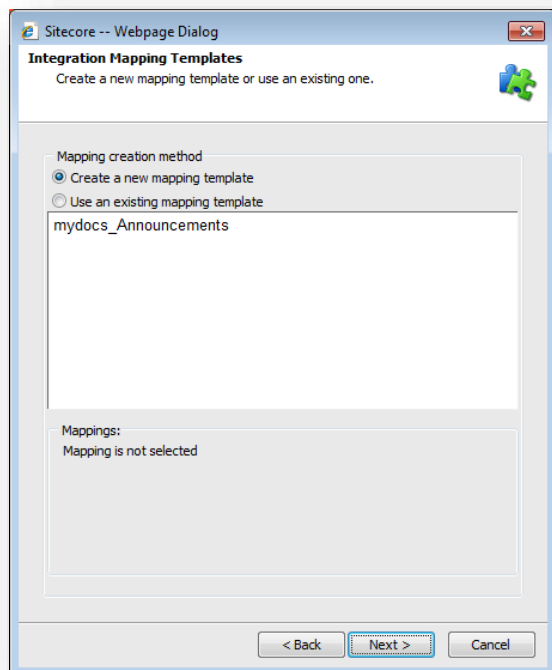 Sitecore -- Webpage Dialog
Integration Mapping Templates
Create a new mapping template or use an existing one.
Mapping creation method
Create a new mapping template
Use an existing mapping template
mydocs_Announcements
Mappings:
Mapping is not selected
< Back
Next >
Cancel